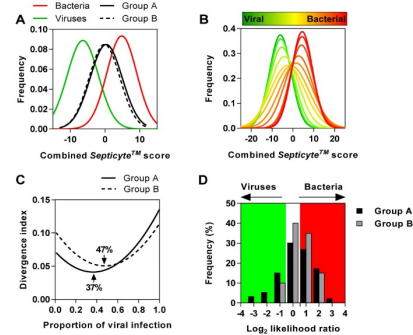 Bacteria
Viruses
Group A
Group B
A
0.10
0.08
0.06
0.04
0.02
0.00
Frequency
-10
0
10
Combined Septicyte™ score
Viral
Bacterial
B
0.4
0.3
0.2
0.1
0.0
Frequency
-20
-10
0
10
20
Combined Septicyte™ score
C
Group A
Group B
0.15
0.10
0.05
0.00
Divergence index
47%
37%
0.0
0.2
0.4
0.6
0.8
1.0
Proportion of viral infection
D
Viruses
Bacteria
Group A
Group B
50
40
30
20
10
0
Frequency (%)
-4 -3 -2 -1 0 1 2 3 4
Log2 likelihood ratio